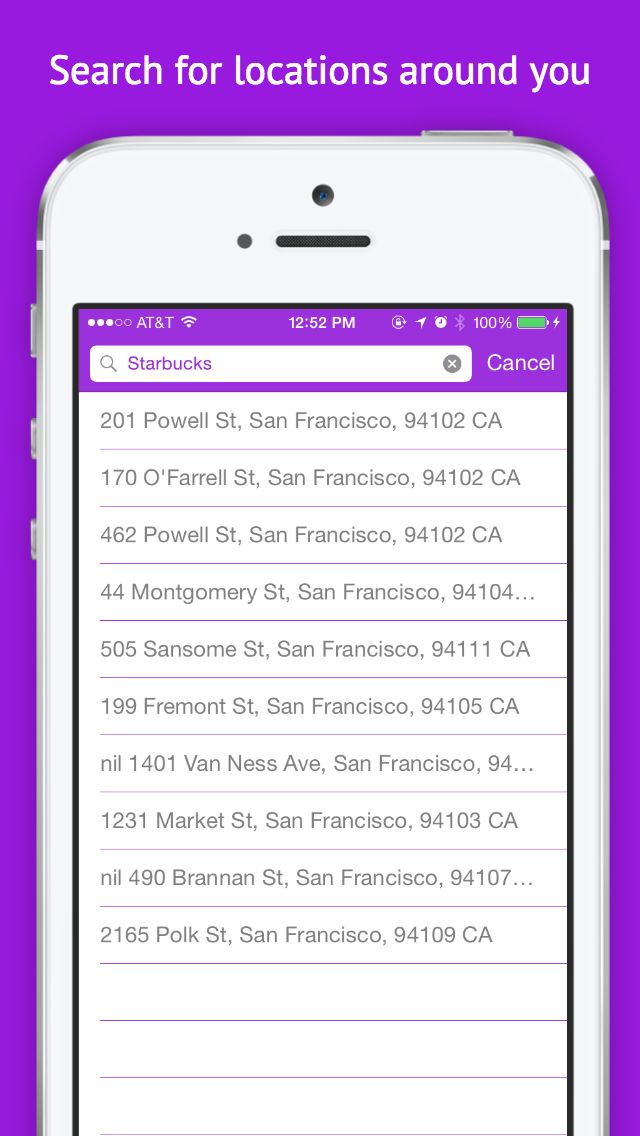 Search for locations around you
AT&T 12:52 PM 100%
Starbucks Cancel
201 Powell St, San Francisco, 94102 CA
170 O'Farrell St, San Francisco, 94102 CA
462 Powell St, San Francisco, 94102 CA
44 Montgomery St, San Francisco, 94104…
505 Sansome St, San Francisco, 94111 CA
199 Fremont St, San Francisco, 94105 CA
nil 1401 Van Ness Ave, San Francisco, 94…
1231 Market St, San Francisco, 94103 CA
nil 490 Brannan St, San Francisco, 94107…
2165 Polk St, San Francisco, 94109 CA